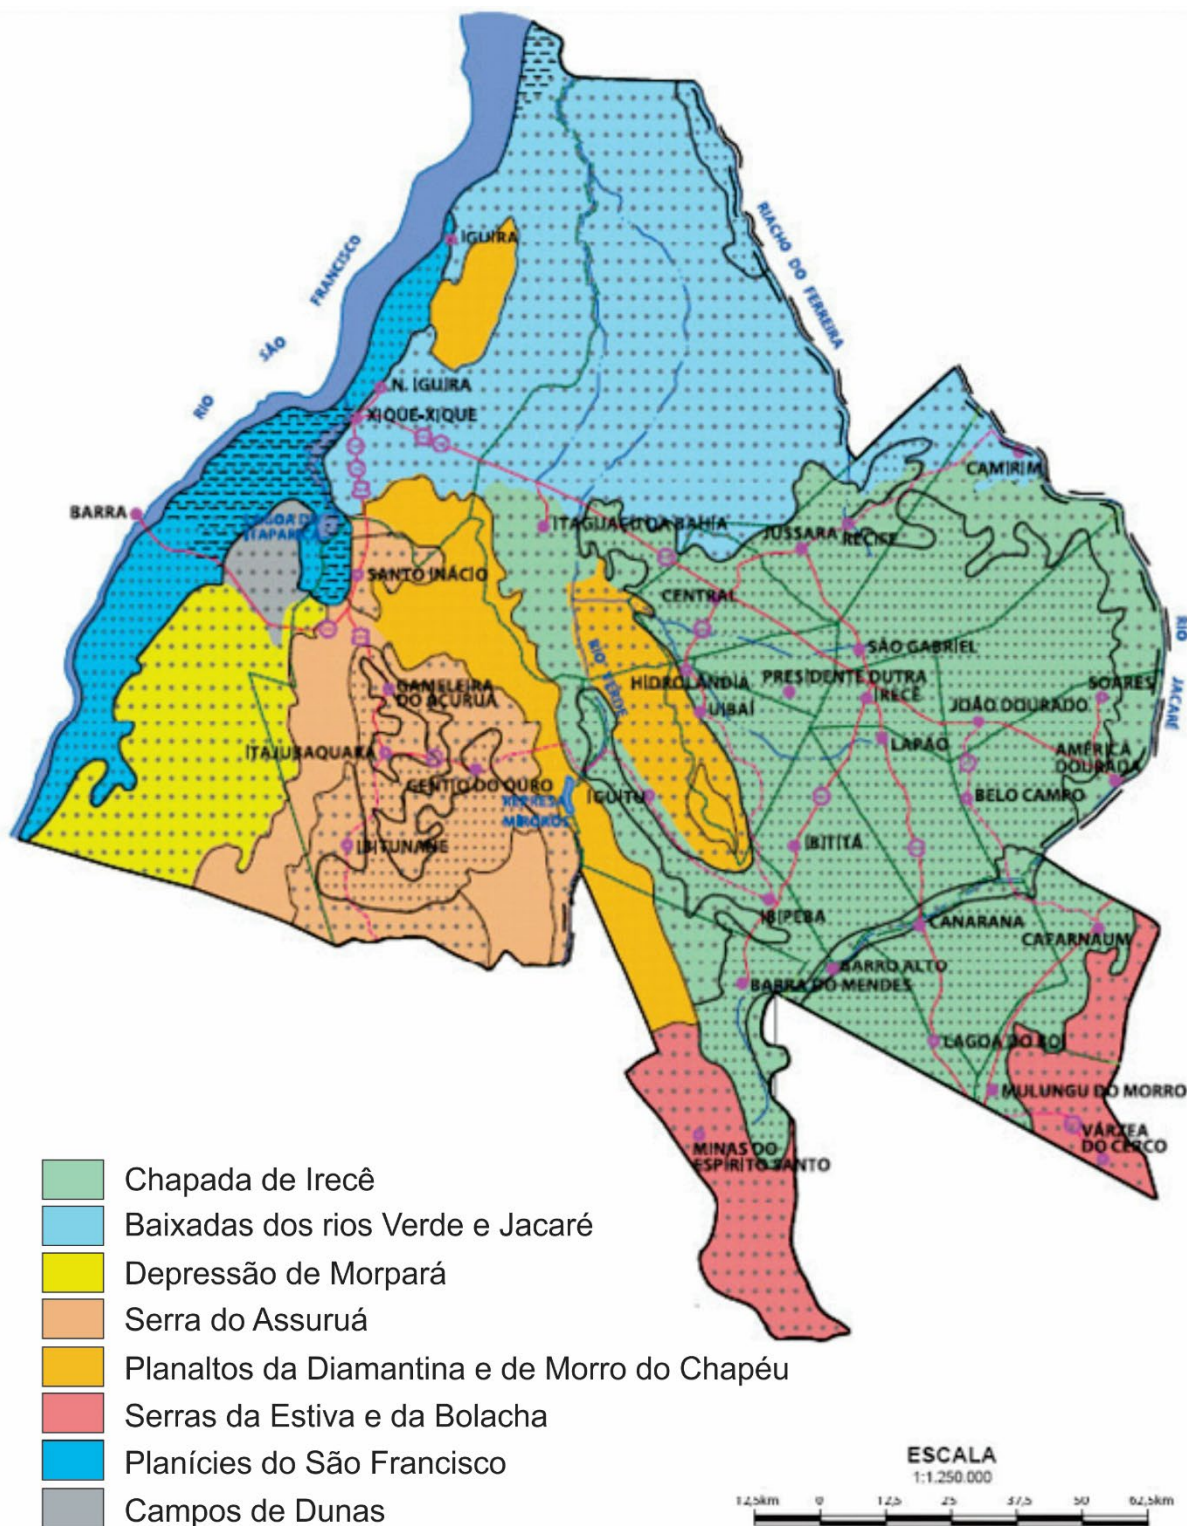 IGUIRA
RIACHO DO FERREIRA
RIO SÃO FRANCISCO
N. IGUIRA
XIQUE-XIQUE
CAMIRIM
BARRA
ITAGUAÇU DA BAHIA
JUSSARA
RECIFE
SANTO INÁCIO
CENTRAL
SÃO GABRIEL
RIO VERDE
HIDROLÂNDIA
PRESIDENTE DUTRA
IRECÊ
SOARES
RIO JACARÉ
GAMELEIRA
DO AÇURUÁ
UIBAÍ
JOÃO DOURADO
LAPÃO
AMÉRICA
DOURADA
ITAJUBAQUARA
GENTIO DO OURO
REPRESA
MIROROS
IGUITU
BELO CAMPO
IBITUNANE
IBITITÁ
IBIPEBA
CANARANA
CAFARNAUM
BARRO ALTO
BARRA DO MENDES
LAGOA DO BOI
MULUNGU DO MORRO
VÁRZEA
DO CERCO
MINAS DO
ESPÍRITO SANTO
Chapada de Irecê
Baixadas dos rios Verde e Jacaré
Depressão de Morpará
Serra do Assuruá
Planaltos da Diamantina e de Morro do Chapéu
Serras da Estiva e da Bolacha
Planícies do São Francisco
Campos de Dunas
ESCALA
1:1.250.000
12,5km 0 12,5 25 37,5 50 62,5km